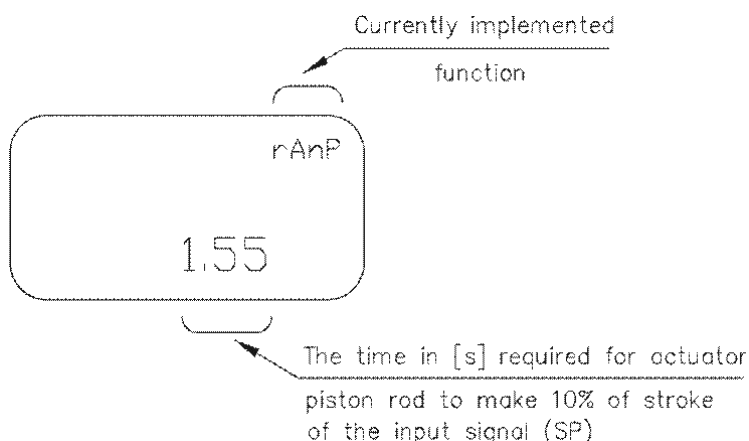 Currently implemented
function
rAnP
1.55
The time in [s] required for actuator
piston rod to make 10% of stroke
of the input signal (SP)